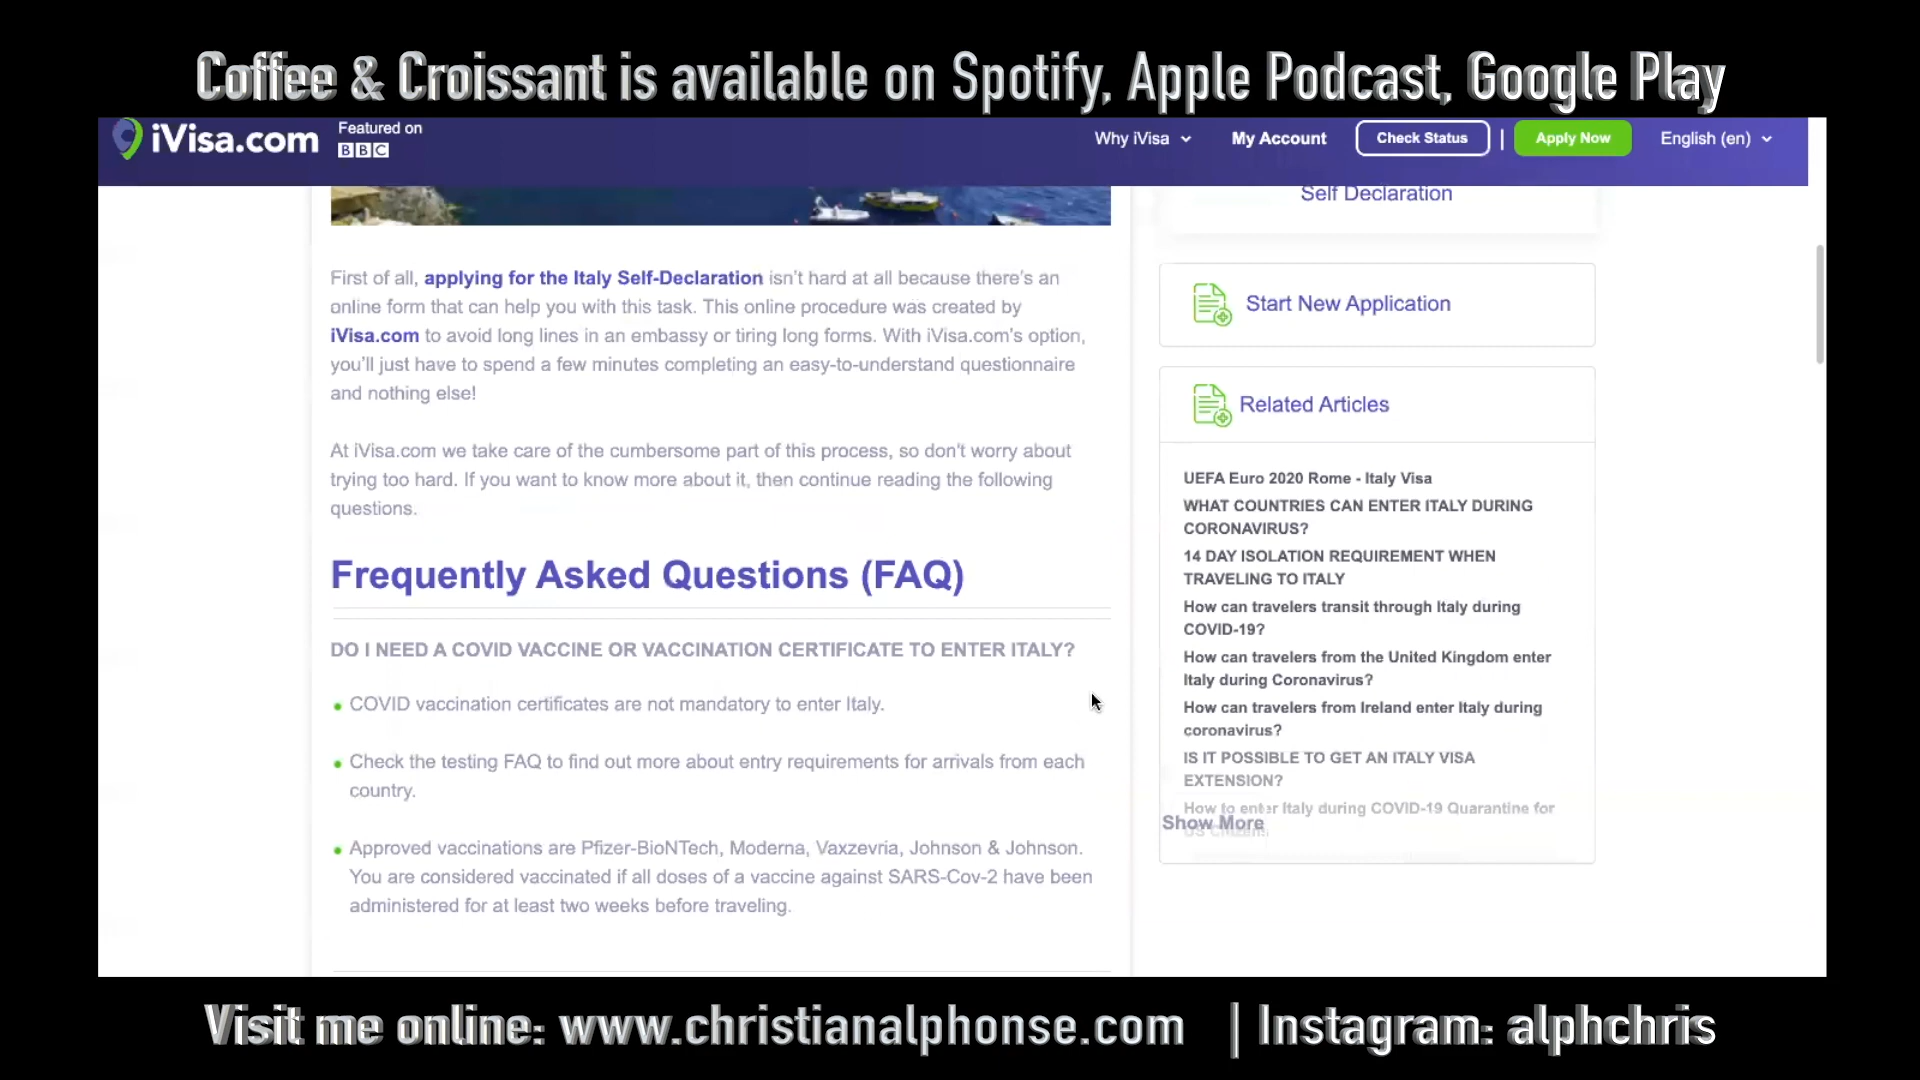 Coffee & Croissant is available on Spotify, Apple Podcast, Google Play
iVisa.com
Featured on
BBC
Why iVisa
My Account
Check Status
|
Apply Now
English (en)
Self Declaration
First of all, applying for the Italy Self-Declaration isn't hard at all because there's an
online form that can help you with this task. This online procedure was created by
iVisa.com to avoid long lines in an embassy or tiring long forms. With iVisa.com's option,
you'll just have to spend a few minutes completing an easy-to-understand questionnaire
and nothing else!
At iVisa.com we take care of the cumbersome part of this process, so don't worry about
trying too hard. If you want to know more about it, then continue reading the following
questions.
Frequently Asked Questions (FAQ)
DO I NEED A COVID VACCINE OR VACCINATION CERTIFICATE TO ENTER ITALY?
COVID vaccination certificates are not mandatory to enter Italy.
Check the testing FAQ to find out more about entry requirements for arrivals from each
country.
Approved vaccinations are Pfizer-BioNTech, Moderna, Vaxzevria, Johnson & Johnson.
You are considered vaccinated if all doses of a vaccine against SARS-Cov-2 have been
administered for at least two weeks before traveling.
Start New Application
Related Articles
UEFA Euro 2020 Rome - Italy Visa
WHAT COUNTRIES CAN ENTER ITALY DURING
CORONAVIRUS?
14 DAY ISOLATION REQUIREMENT WHEN
TRAVELING TO ITALY
How can travelers transit through Italy during
COVID-19?
How can travelers from the United Kingdom enter
Italy during Coronavirus?
How can travelers from Ireland enter Italy during
coronavirus?
IS IT POSSIBLE TO GET AN ITALY VISA
EXTENSION?
How to enter Italy during COVID-19 Quarantine for
Show More
Visit me online: www.christianalphonse.com | Instagram: alphchris